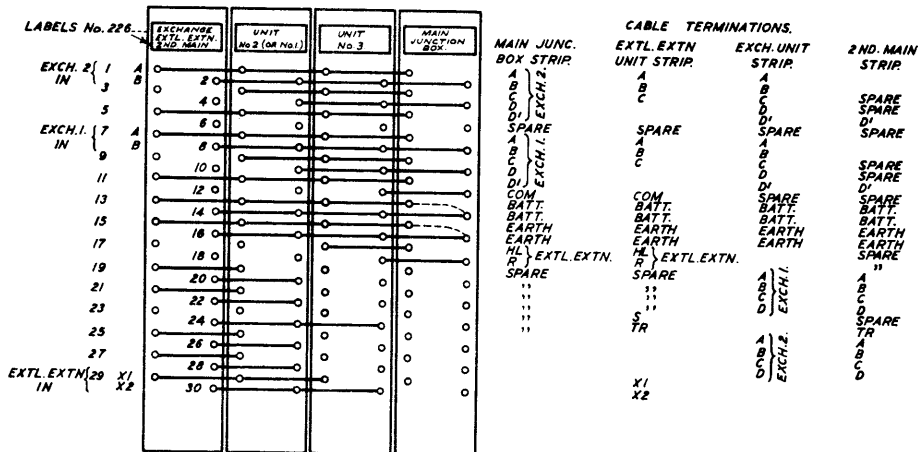 LABELS No. 226
EXCHANGE
EXTL. EXTN.
2ND. MAIN
UNIT
No 2 (OR No.1.)
UNIT
No. 3
MAIN
JUNCTION
BOX.
EXCH. 2
IN
1 A
B
2
3
4
5
6
EXCH. 1.
IN
7 A
B
8
9
10
11
12
13
14
15
16
17
18
19
20
21
22
23
24
25
26
27
28
EXTL. EXTN
IN
29 X1
X2
30
CABLE TERMINATIONS.
MAIN JUNC.
BOX STRIP.
A
B
C
D
D'
EXCH. 2.
SPARE
A
B
C
D
D'
EXCH. 1.
COM
BATT.
BATT.
EARTH
EARTH
HL
R
EXTL. EXTN.
SPARE
''
''
''
''
EXTL. EXTN
UNIT STRIP.
A
B
C
SPARE
A
B
C
COM
BATT.
BATT.
EARTH
EARTH
HL
R
EXTL. EXTN.
SPARE
''
''
S
TR
X1
X2
EXCH. UNIT
STRIP.
A
B
C
D
D'
SPARE
A
B
C
D
D'
SPARE
BATT.
BATT.
EARTH
EARTH
A
B
C
D
EXCH. 1.
A
B
C
D
EXCH. 2.
2ND. MAIN
STRIP.
SPARE
SPARE
D'
SPARE
SPARE
SPARE
D'
SPARE
BATT.
BATT.
EARTH
EARTH
SPARE
''
A
B
C
D
SPARE
TR
A
B
C
D